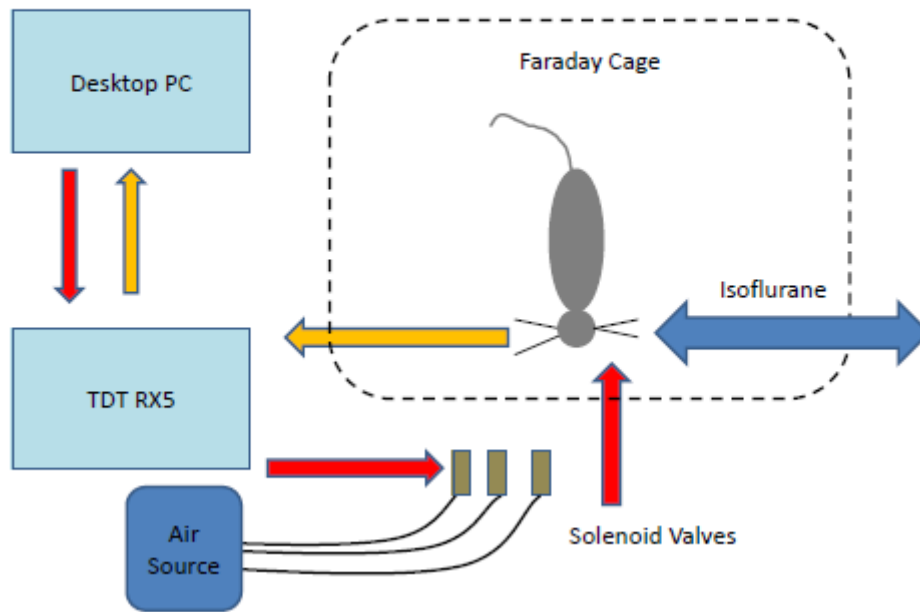 Desktop PC
Faraday Cage
Isoflurane
TDT RX5
Air
Source
Solenoid Valves